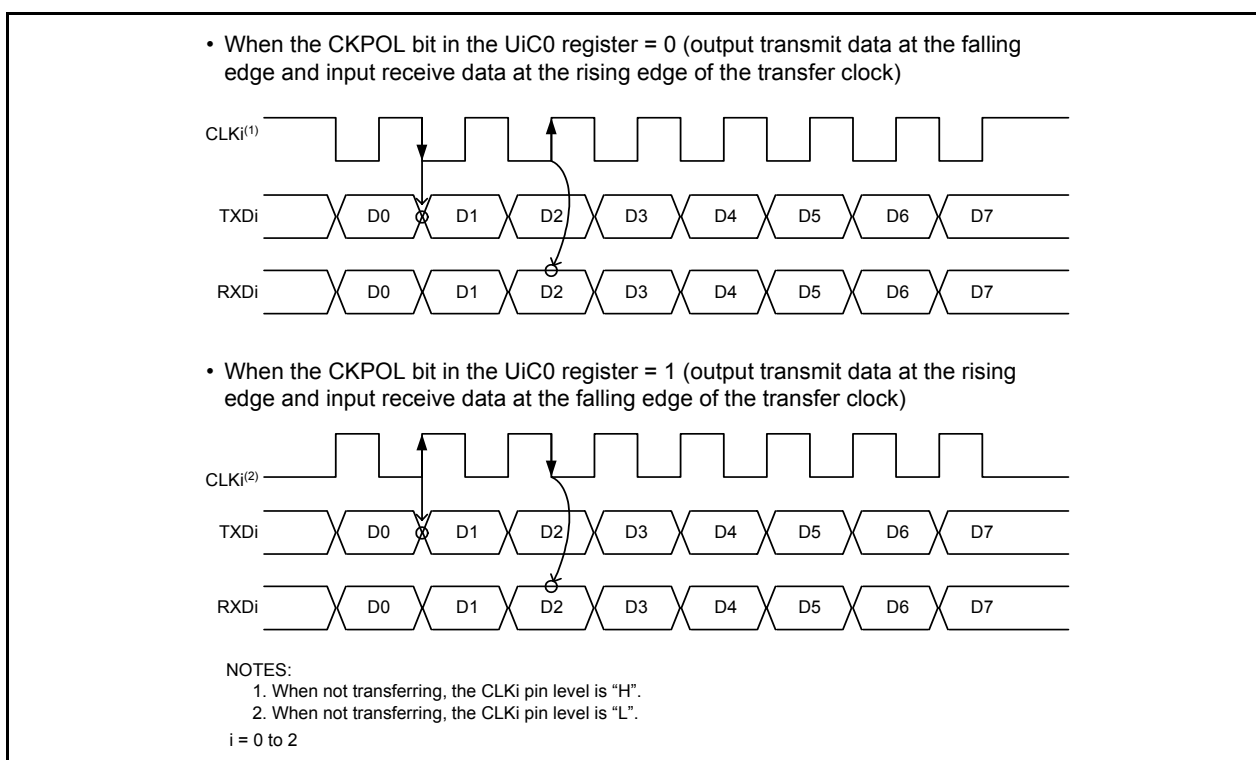 • When the CKPOL bit in the UiC0 register = 0 (output transmit data at the falling
edge and input receive data at the rising edge of the transfer clock)
CLKi(1)
TXDi D0 D1 D2 D3 D4 D5 D6 D7
RXDi D0 D1 D2 D3 D4 D5 D6 D7
• When the CKPOL bit in the UiC0 register = 1 (output transmit data at the rising
edge and input receive data at the falling edge of the transfer clock)
CLKi(2)
TXDi D0 D1 D2 D3 D4 D5 D6 D7
RXDi D0 D1 D2 D3 D4 D5 D6 D7
NOTES:
1. When not transferring, the CLKi pin level is “H”.
2. When not transferring, the CLKi pin level is “L”.
i = 0 to 2